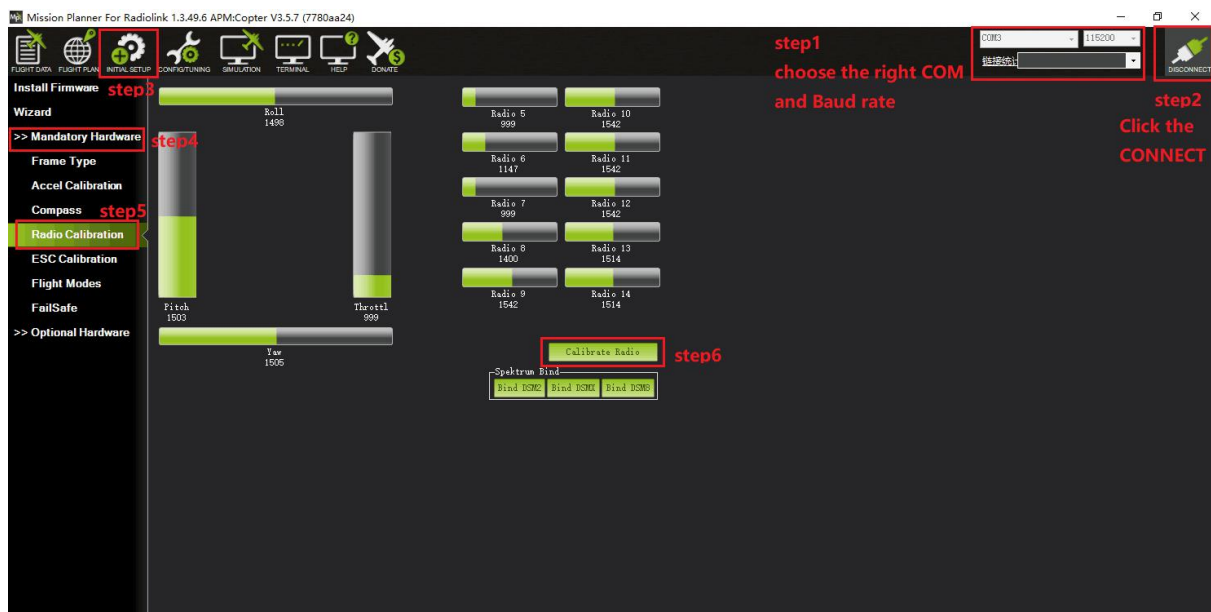 Mission Planner For Radiolink 1.3.49.6 APM:Copter V3.5.7 (7780aa24)
FLIGHT DATA
FLIGHT PLAN
INITIAL SETUP
CONFIG/TUNING
SIMULATION
TERMINAL
HELP
DONATE
step1
choose the right COM
and Baud rate
COM3
115200
链接统计
DISCONNECT
step2
Click the
CONNECT
Install Firmware
step3
Wizard
>> Mandatory Hardware
step4
Frame Type
Accel Calibration
Compass
step5
Radio Calibration
ESC Calibration
Flight Modes
FailSafe
>> Optional Hardware
Roll
1498
Pitch
1503
Throttl
999
Yaw
1505
Radio 5
999
Radio 10
1542
Radio 6
1147
Radio 11
1542
Radio 7
999
Radio 12
1542
Radio 8
1400
Radio 13
1514
Radio 9
1542
Radio 14
1514
Calibrate Radio
step6
Spektrum Bind
Bind DSM2
Bind DSMX
Bind DSM8